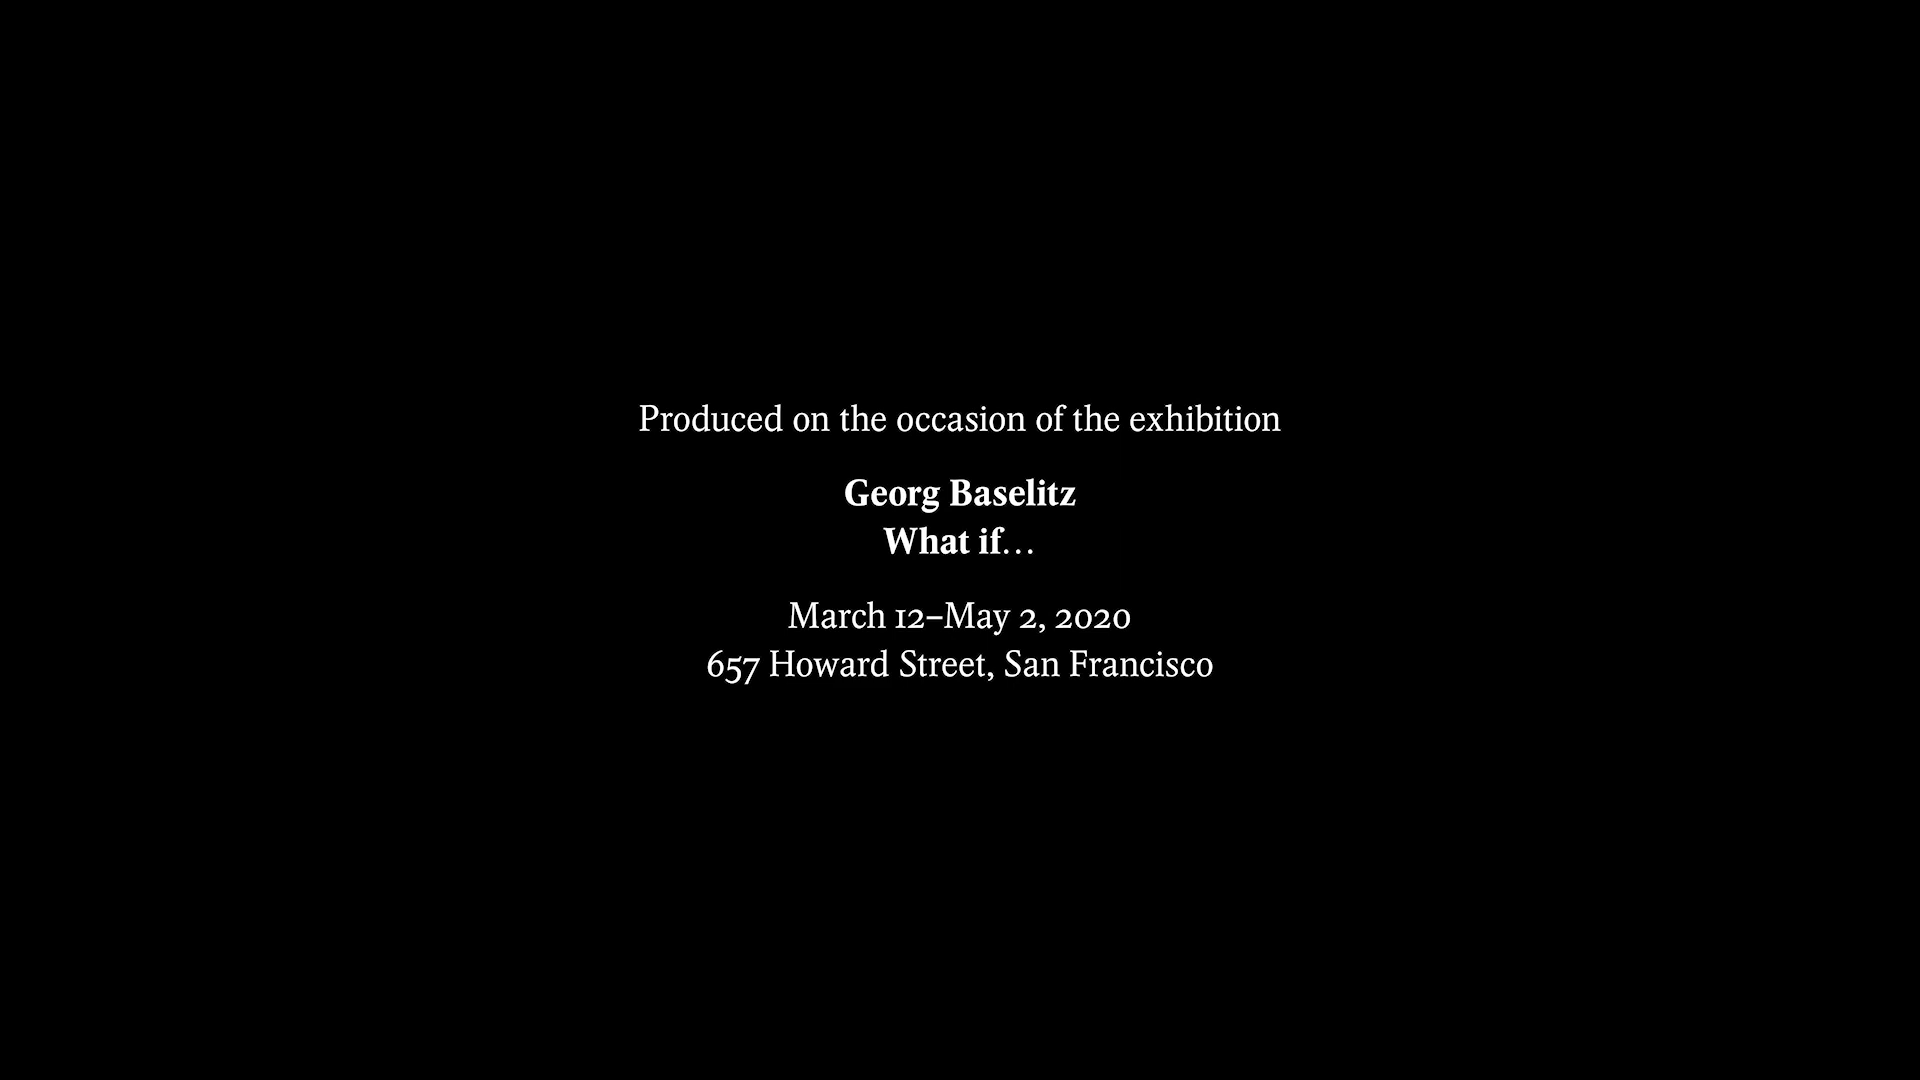 Produced on the occasion of the exhibition
Georg Baselitz
What if…
March 12–May 2, 2020
657 Howard Street, San Francisco